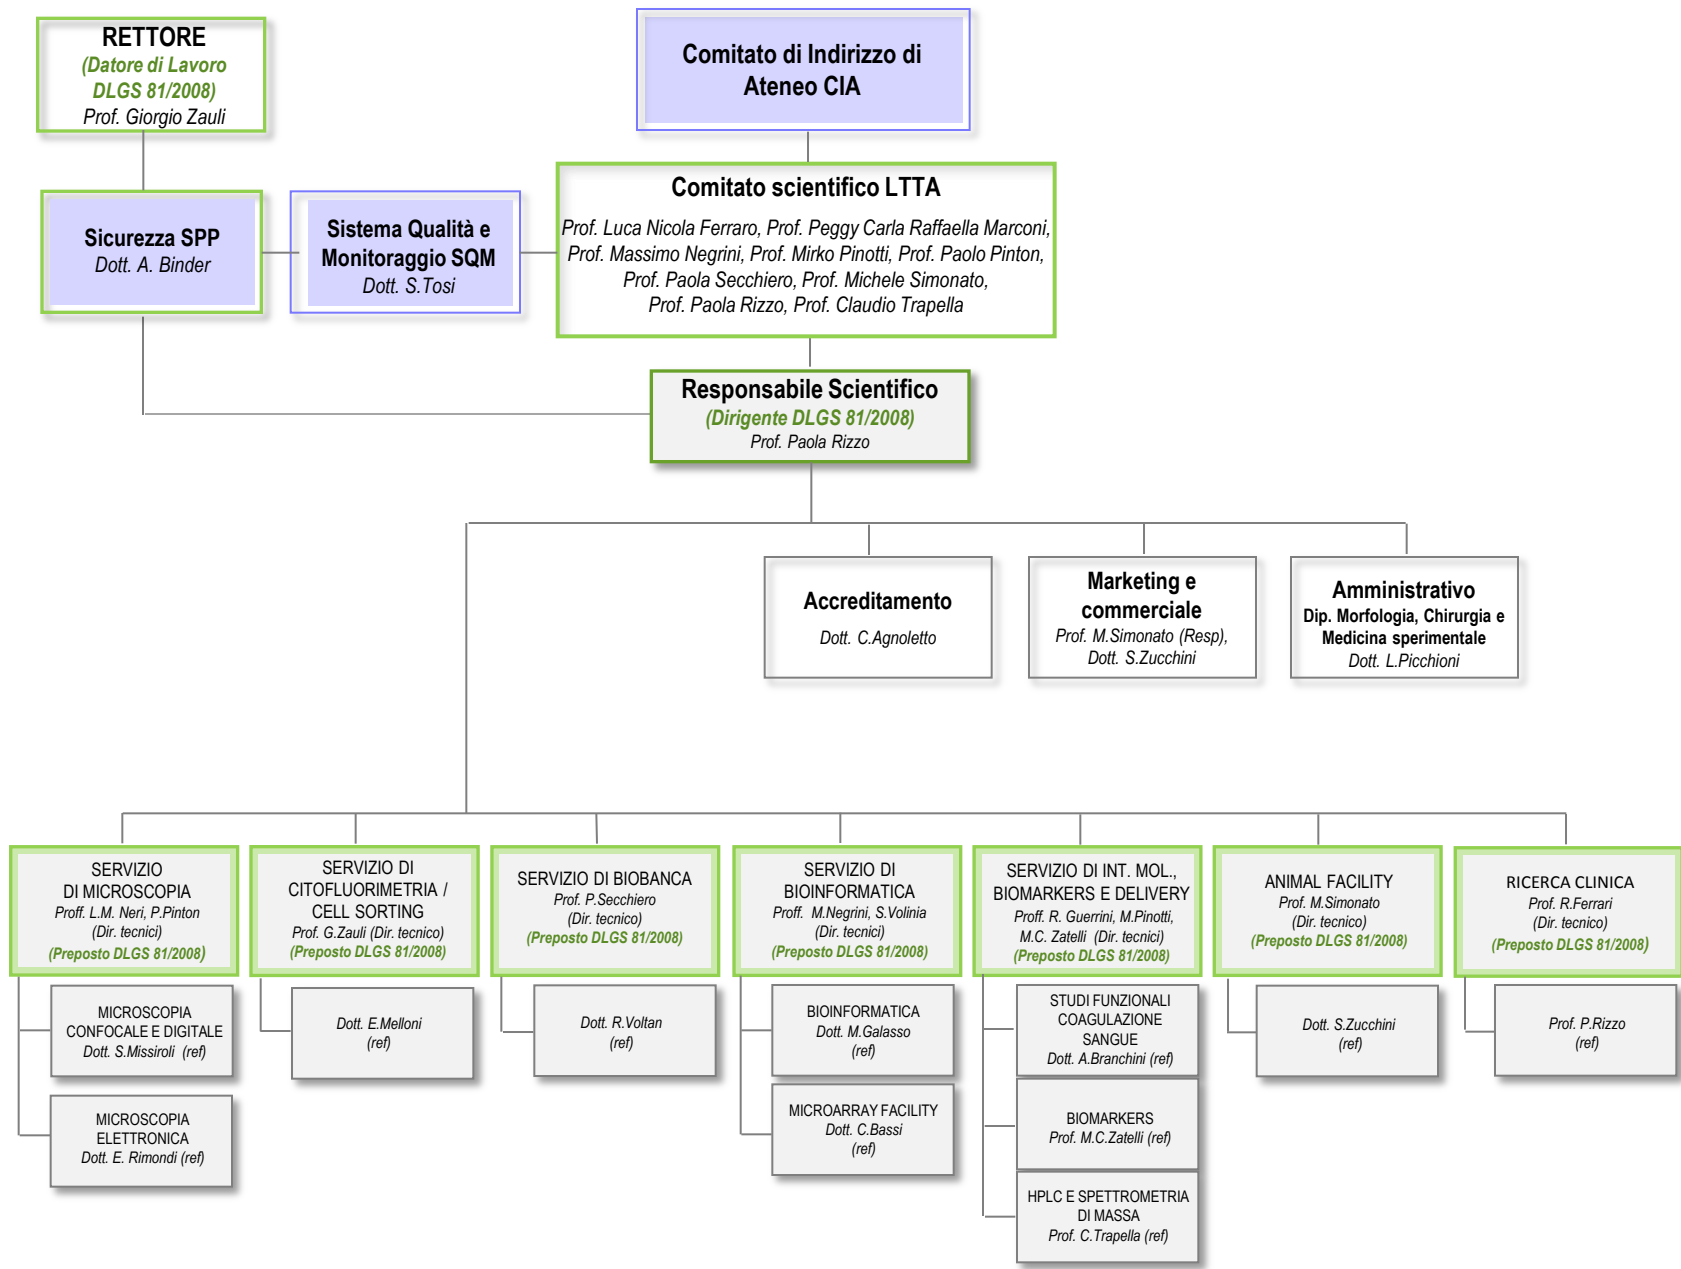 RETTORE
(Datore di Lavoro
DLGS 81/2008)
Prof. Giorgio Zauli
Comitato di Indirizzo di
Ateneo CIA
Sicurezza SPP
Dott. A. Binder
Sistema Qualità e
Monitoraggio SQM
Dott. S.Tosi
Comitato scientifico LTTA
Prof. Luca Nicola Ferraro, Prof. Peggy Carla Raffaella Marconi,
Prof. Massimo Negrini, Prof. Mirko Pinotti, Prof. Paolo Pinton,
Prof. Paola Secchiero, Prof. Michele Simonato,
Prof. Paola Rizzo, Prof. Claudio Trapella
Responsabile Scientifico
(Dirigente DLGS 81/2008)
Prof. Paola Rizzo
Accreditamento
Dott. C.Agnoletto
Marketing e
commerciale
Prof. M.Simonato (Resp),
Dott. S.Zucchini
Amministrativo
Dip. Morfologia, Chirurgia e
Medicina sperimentale
Dott. L.Picchioni
SERVIZIO
DI MICROSCOPIA
Proff. L.M. Neri, P.Pinton
(Dir. tecnici)
(Preposto DLGS 81/2008)
SERVIZIO DI
CITOFLUORIMETRIA /
CELL SORTING
Prof. G.Zauli (Dir. tecnico)
(Preposto DLGS 81/2008)
SERVIZIO DI BIOBANCA
Prof. P.Secchiero
(Dir. tecnico)
(Preposto DLGS 81/2008)
SERVIZIO DI
BIOINFORMATICA
Proff. M.Negrini, S.Volinia
(Dir. tecnici)
(Preposto DLGS 81/2008)
SERVIZIO DI INT. MOL.,
BIOMARKERS E DELIVERY
Proff. R. Guerrini, M.Pinotti,
M.C. Zatelli (Dir. tecnici)
(Preposto DLGS 81/2008)
ANIMAL FACILITY
Prof. M.Simonato
(Dir. tecnico)
(Preposto DLGS 81/2008)
RICERCA CLINICA
Prof. R.Ferrari
(Dir. tecnico)
(Preposto DLGS 81/2008)
MICROSCOPIA
CONFOCALE E DIGITALE
Dott. S.Missiroli (ref)
MICROSCOPIA
ELETTRONICA
Dott. E. Rimondi (ref)
Dott. E.Melloni
(ref)
Dott. R.Voltan
(ref)
BIOINFORMATICA
Dott. M.Galasso
(ref)
MICROARRAY FACILITY
Dott. C.Bassi
(ref)
STUDI FUNZIONALI
COAGULAZIONE
SANGUE
Dott. A.Branchini (ref)
BIOMARKERS
Prof. M.C.Zatelli (ref)
HPLC E SPETTROMETRIA
DI MASSA
Prof. C.Trapella (ref)
Dott. S.Zucchini
(ref)
Prof. P.Rizzo
(ref)